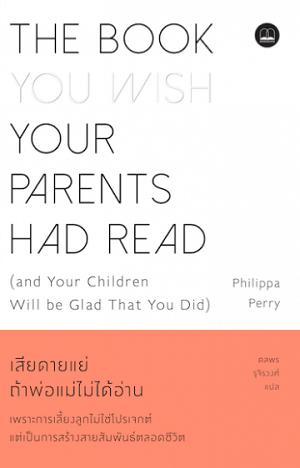 THE BOOK
YOU WISH
YOUR
PARENTS
HAD READ
(and Your Children
Will be Glad That You Did)
Philippa
Perry
เสียดายแย่
ถ้าพ่อแม่ไม่ได้อ่าน
เพราะการเลี้ยงลูกไม่ใช่โปรเจกต์
แต่เป็นการสร้างสายสัมพันธ์ตลอดชีวิต
ดลพร
รุจิรวงศ์
แปล